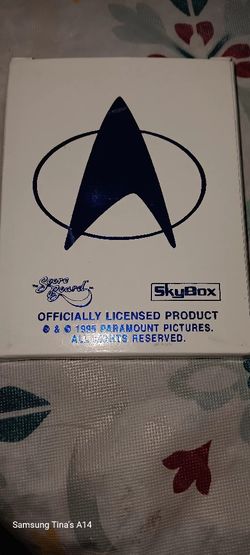 Score Board
SkyBox
OFFICIALLY LICENSED PRODUCT
© & © 1995 PARAMOUNT PICTURES.
ALL RIGHTS RESERVED.
Samsung Tina's A14